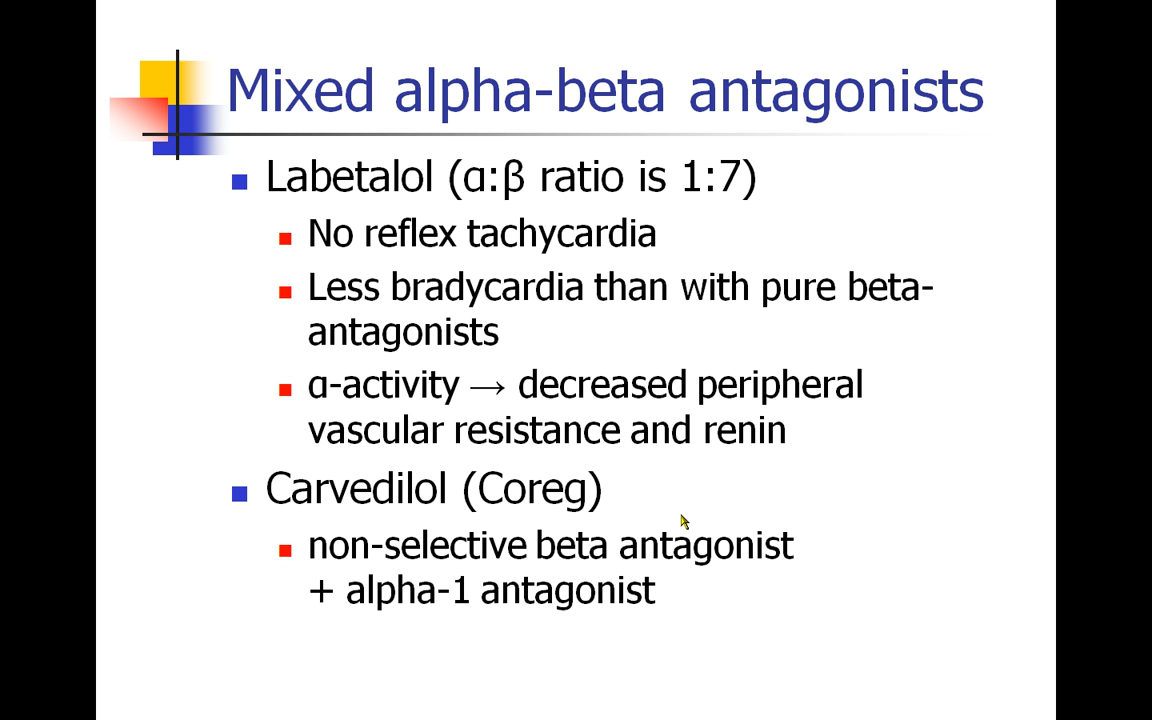 Mixed alpha-beta antagonists
Labetalol (α:β ratio is 1:7)
No reflex tachycardia
Less bradycardia than with pure beta-
antagonists
α-activity → decreased peripheral
vascular resistance and renin
Carvedilol (Coreg)
non-selective beta antagonist
+ alpha-1 antagonist